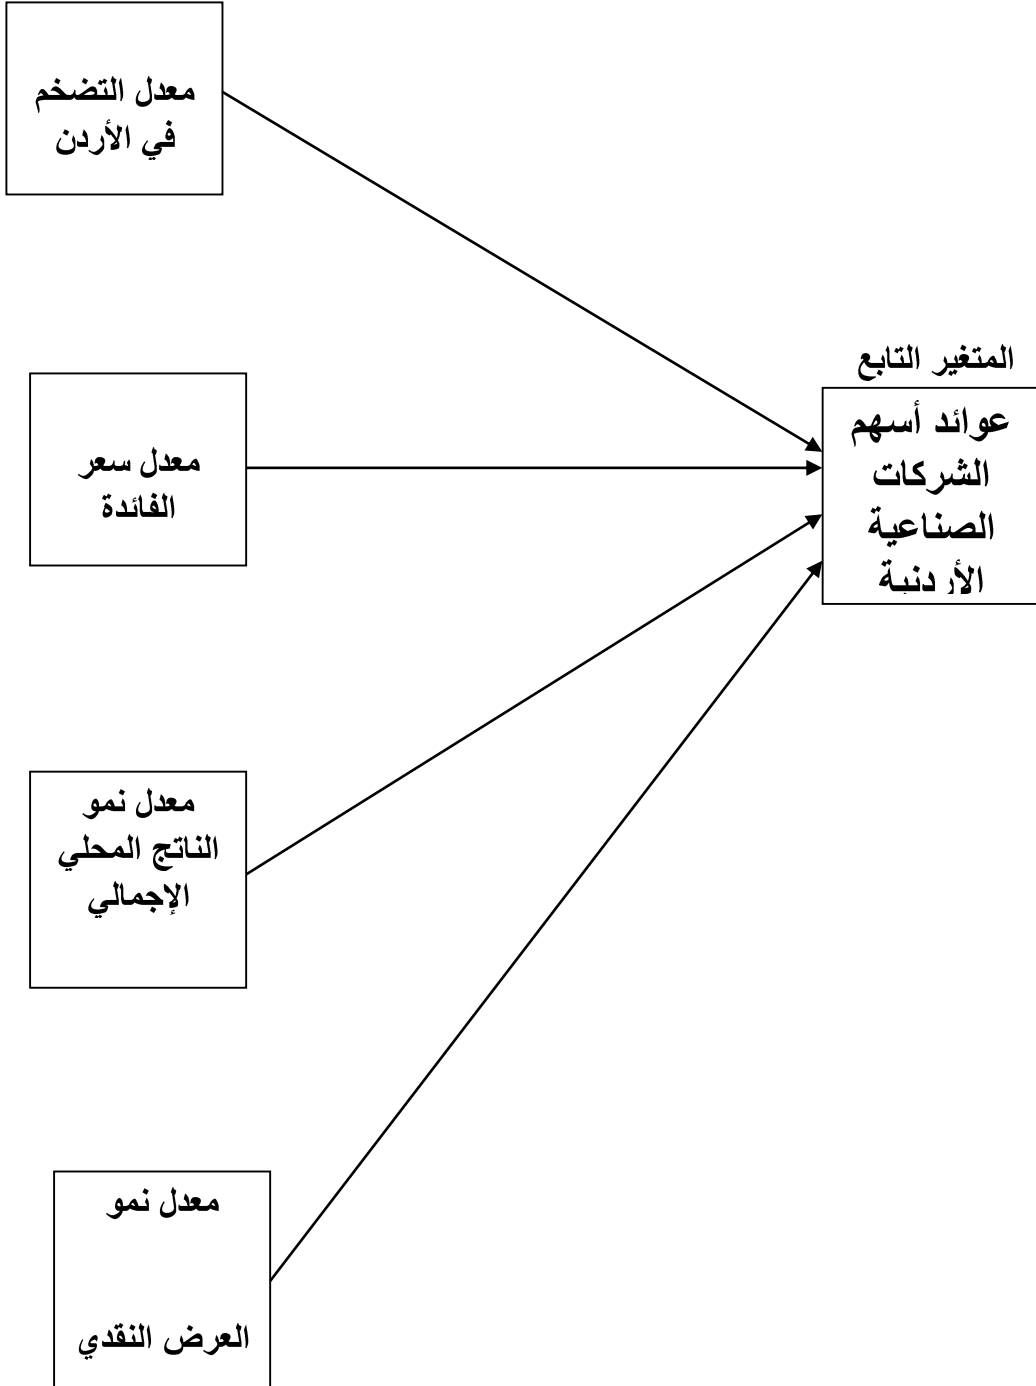 معدل التضخم
في الأردن
المتغير التابع
عوائد أسهم
الشركات
الصناعية
الأردنية
معدل سعر
الفائدة
معدل نمو
الناتج المحلي
الإجمالي
معدل نمو
العرض النقدي